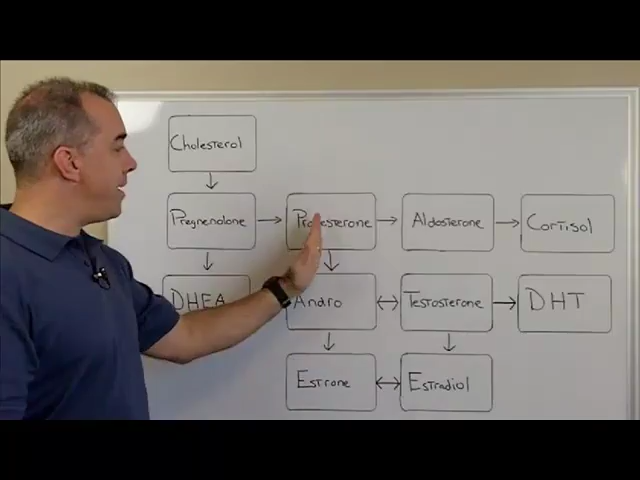 Cholesterol
Pregnenolone
Progesterone
Aldosterone
Cortisol
DHEA
Andro
Testosterone
DHT
Estrone
Estradiol